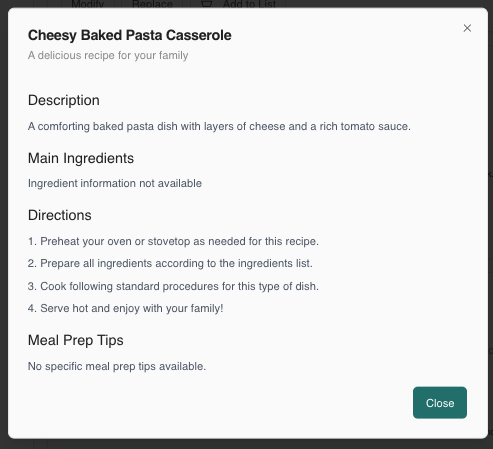 Modify Replace Add to List
Cheesy Baked Pasta Casserole
A delicious recipe for your family
Description
A comforting baked pasta dish with layers of cheese and a rich tomato sauce.
Main Ingredients
Ingredient information not available
Directions
1. Preheat your oven or stovetop as needed for this recipe.
2. Prepare all ingredients according to the ingredients list.
3. Cook following standard procedures for this type of dish.
4. Serve hot and enjoy with your family!
Meal Prep Tips
No specific meal prep tips available.
Close